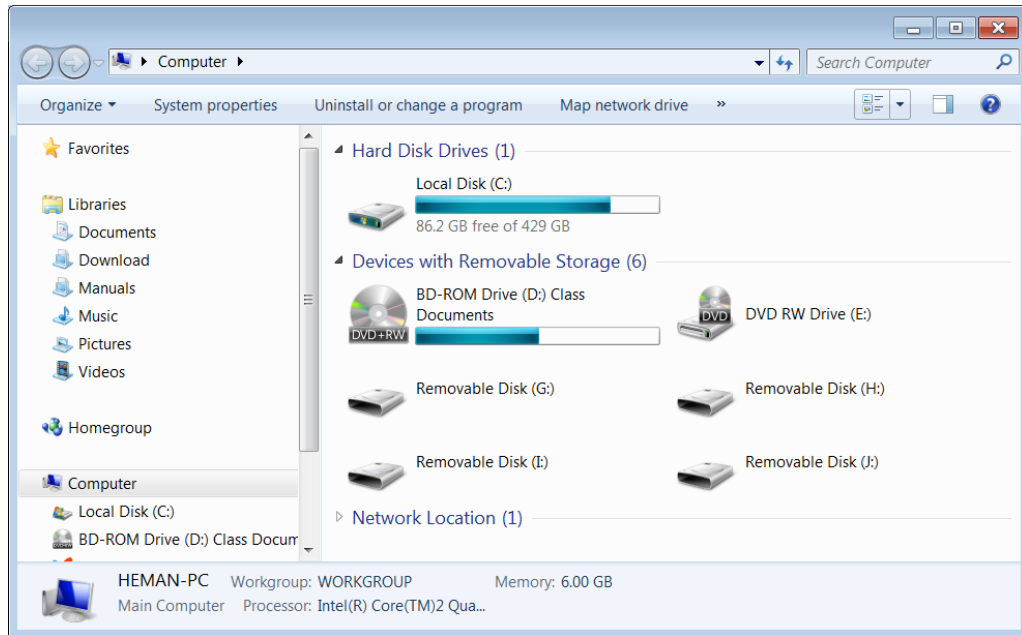 Computer
Search Computer
Organize System properties Uninstall or change a program Map network drive »
Favorites
Libraries
Documents
Download
Manuals
Music
Pictures
Videos
Homegroup
Computer
Local Disk (C:)
BD-ROM Drive (D:) Class Docum
Hard Disk Drives (1)
Local Disk (C:)
86.2 GB free of 429 GB
Devices with Removable Storage (6)
BD-ROM Drive (D:) Class
Documents
DVD+RW
DVD
DVD RW Drive (E:)
Removable Disk (G:)
Removable Disk (H:)
Removable Disk (I:)
Removable Disk (J:)
Network Location (1)
HEMAN-PC Workgroup: WORKGROUP Memory: 6.00 GB
Main Computer Processor: Intel(R) Core(TM)2 Qua...